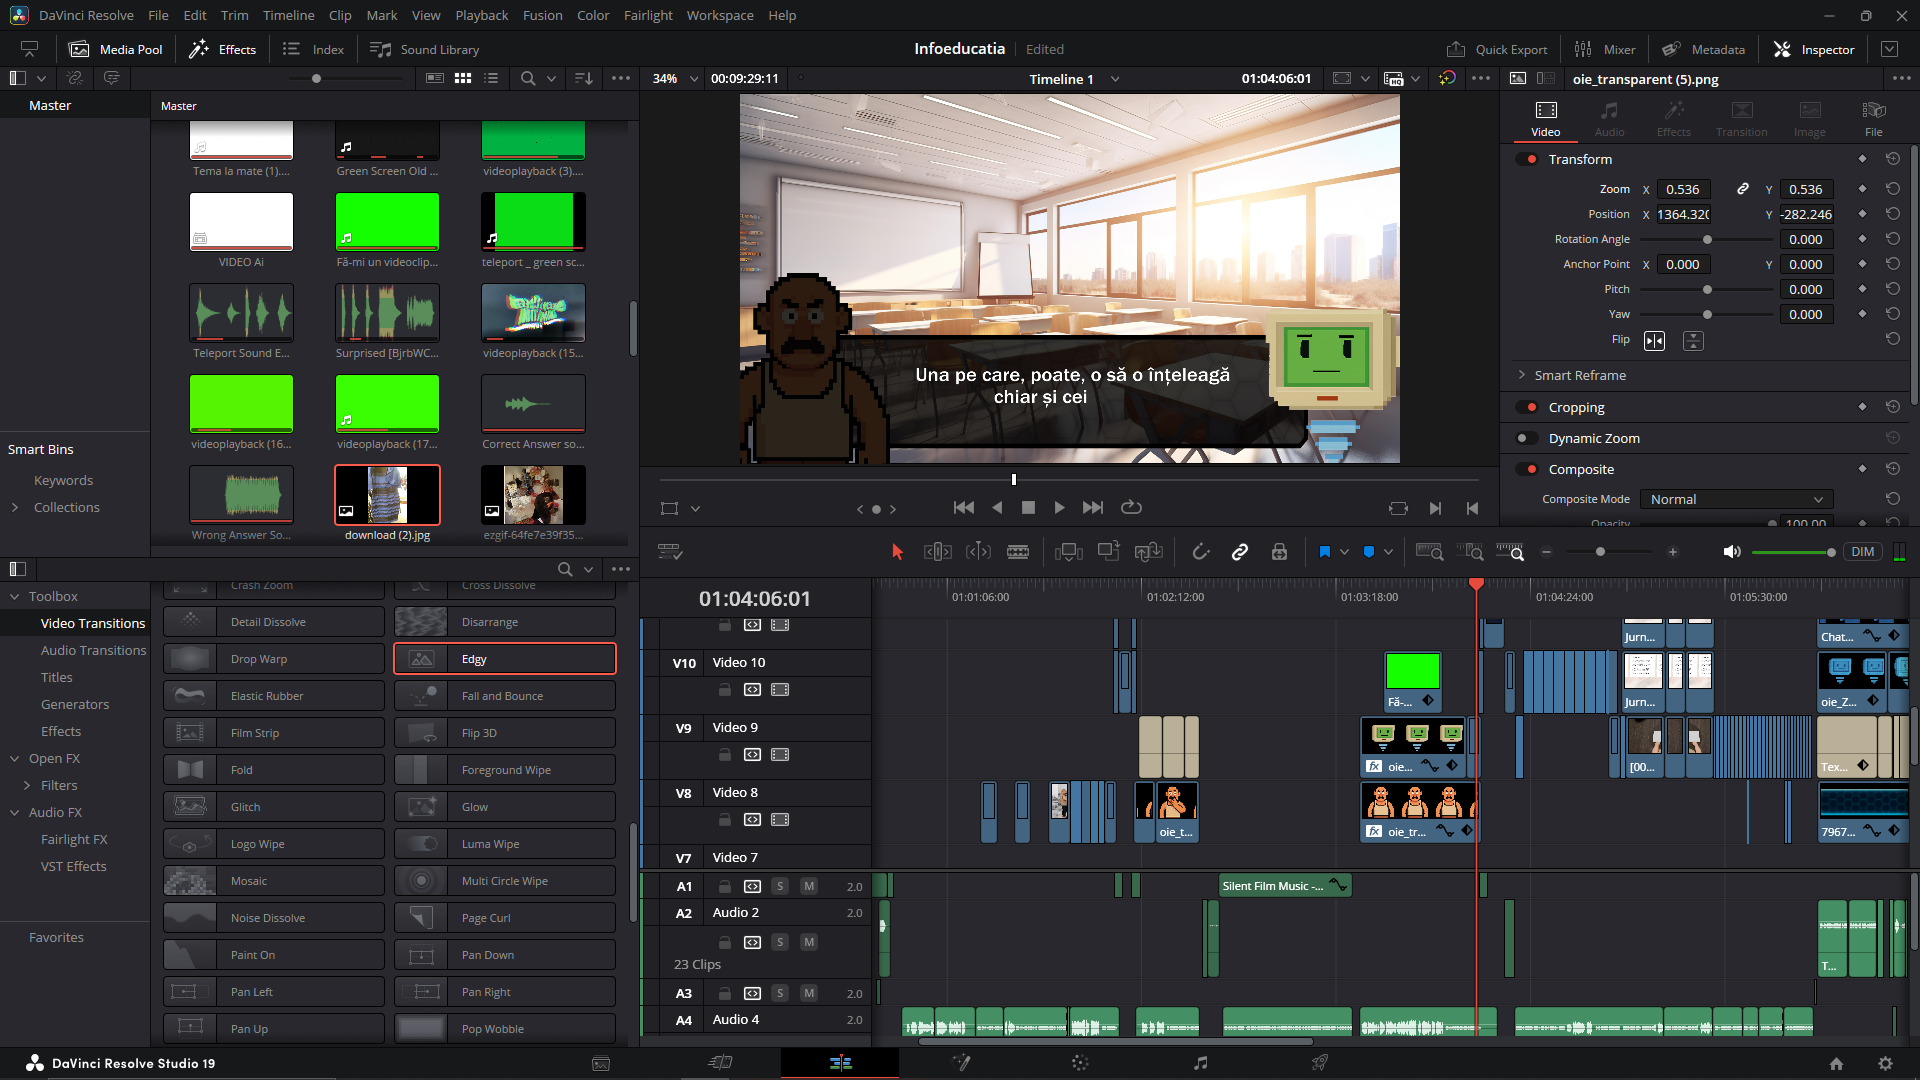 DaVinci Resolve File Edit Trim Timeline Clip Mark View Playback Fusion Color Fairlight Workspace Help
Media Pool Effects Index Sound Library Infoeducatia Edited Quick Export Mixer Metadata Inspector
34% 00:09:29:11 Timeline 1 01:04:06:01 oie_transparent (5).png
Master Master
Video Audio Effects Transition Image File
Tema la mate (1).... Green Screen Old ... videoplayback (3)....
VIDEO Ai Fă-mi un videoclip... teleport _ green sc...
Teleport Sound E... Surprised [BjrbWC... videoplayback (15...
videoplayback (16... videoplayback (17... Correct Answer so...
Wrong Answer So... download (2).jpg ezgif-64fe7e39f35...
Smart Bins
Keywords
Collections
Una pe care, poate, o să o înțeleagă
chiar și cei
Transform
Zoom X 0.536 Y 0.536
Position X 1364.320 Y -282.246
Rotation Angle 0.000
Anchor Point X 0.000 Y 0.000
Pitch 0.000
Yaw 0.000
Flip
Smart Reframe
Cropping
Dynamic Zoom
Composite
Composite Mode Normal
Opacity 100.00
DIM
Toolbox
Video Transitions
Audio Transitions
Titles
Generators
Effects
Open FX
Filters
Audio FX
Fairlight FX
VST Effects
Favorites
Crash Zoom Cross Dissolve
Detail Dissolve Disarrange
Drop Warp Edgy
Elastic Rubber Fall and Bounce
Film Strip Flip 3D
Fold Foreground Wipe
Glitch Glow
Logo Wipe Luma Wipe
Mosaic Multi Circle Wipe
Noise Dissolve Page Curl
Paint On Pan Down
Pan Left Pan Right
Pan Up Pop Wobble
01:04:06:01 01:01:06:00 01:02:12:00 01:03:18:00 01:04:24:00 01:05:30:00
Jurn... Chat...
V10 Video 10
Fă-... Jurn... oie_Z...
V9 Video 9
fx oie... [00... Tex...
V8 Video 8
oie_t... fx oie_tr... 7967...
V7 Video 7
A1 S M 2.0 Silent Film Music -...
A2 Audio 2 2.0
S M
23 Clips T...
A3 S M 2.0
A4 Audio 4 2.0
DaVinci Resolve Studio 19